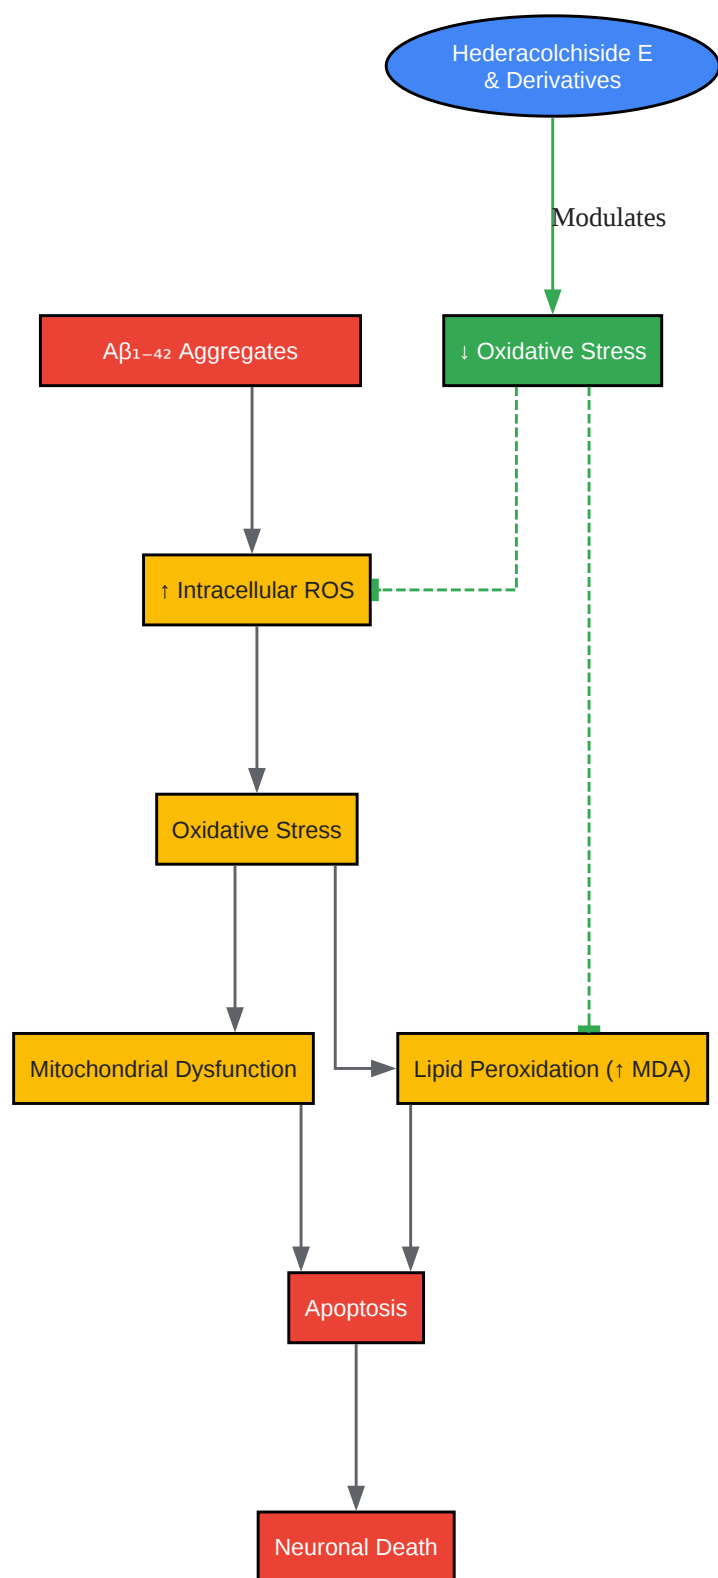 Hederacolchiside E
& Derivatives
Modulates
Aβ₁₋₄₂ Aggregates
↓ Oxidative Stress
↑ Intracellular ROS
Oxidative Stress
Mitochondrial Dysfunction
Lipid Peroxidation (↑ MDA)
Apoptosis
Neuronal Death